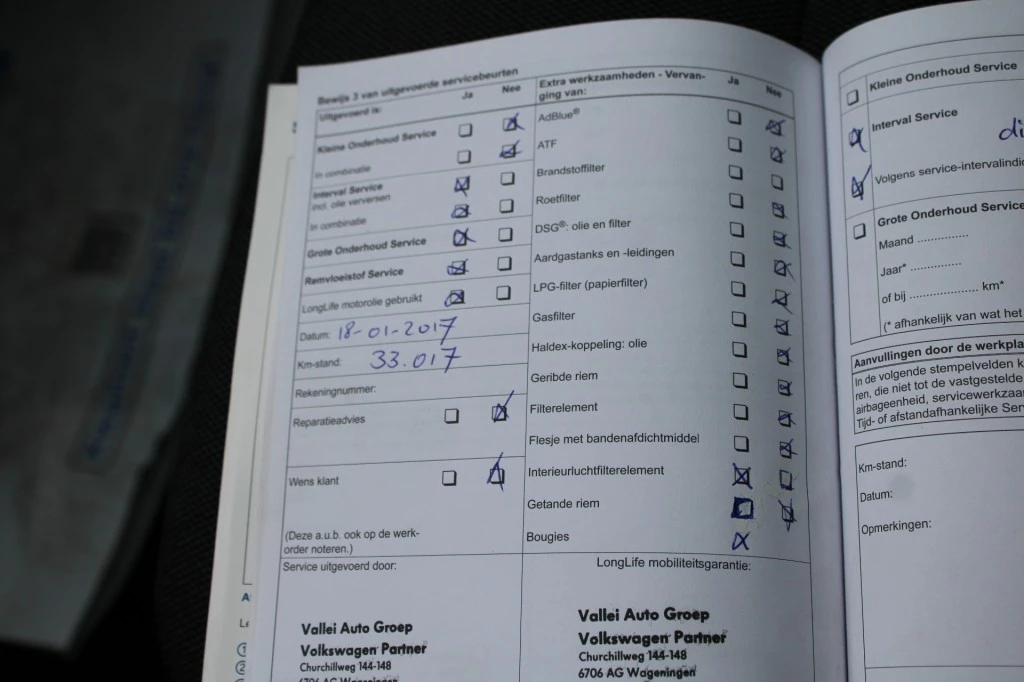 Bewijs 3 van uitgevoerde servicebeurten
Uitgevoerd is:
Ja Nee
Kleine Onderhoud Service
In combinatie
Interval Service
incl. olie verversen
In combinatie
Grote Onderhoud Service
Remvloeistof Service
LongLife motorolie gebruikt
Datum: 18-01-2017
Km-stand: 33.017
Rekeningnummer:
Reparatieadvies
Wens klant
(Deze a.u.b. ook op de werk-
order noteren.)
Service uitgevoerd door:
Vallei Auto Groep
Volkswagen Partner
Churchillweg 144-148
6706 AG Wageningen
Extra werkzaamheden - Vervan-
ging van:
Ja Nee
AdBlue®
ATF
Brandstoffilter
Roetfilter
DSG®: olie en filter
Aardgastanks en -leidingen
LPG-filter (papierfilter)
Gasfilter
Haldex-koppeling: olie
Geribde riem
Filterelement
Flesje met bandenafdichtmiddel
Interieurluchtfilterelement
Getande riem
Bougies
LongLife mobiliteitsgarantie:
Vallei Auto Groep
Volkswagen Partner
Churchillweg 144-148
6706 AG Wageningen
Kleine Onderhoud Service
Interval Service
di
Volgens service-intervalindic
Grote Onderhoud Service
Maand ..............
Jaar* ..............
of bij .................... km*
(* afhankelijk van wat het
Aanvullingen door de werkpla
In de volgende stempelvelden k
ren, die niet tot de vastgestelde
airbageenheid, servicewerkzaa
Tijd- of afstandafhankelijke Ser
Km-stand:
Datum:
Opmerkingen: